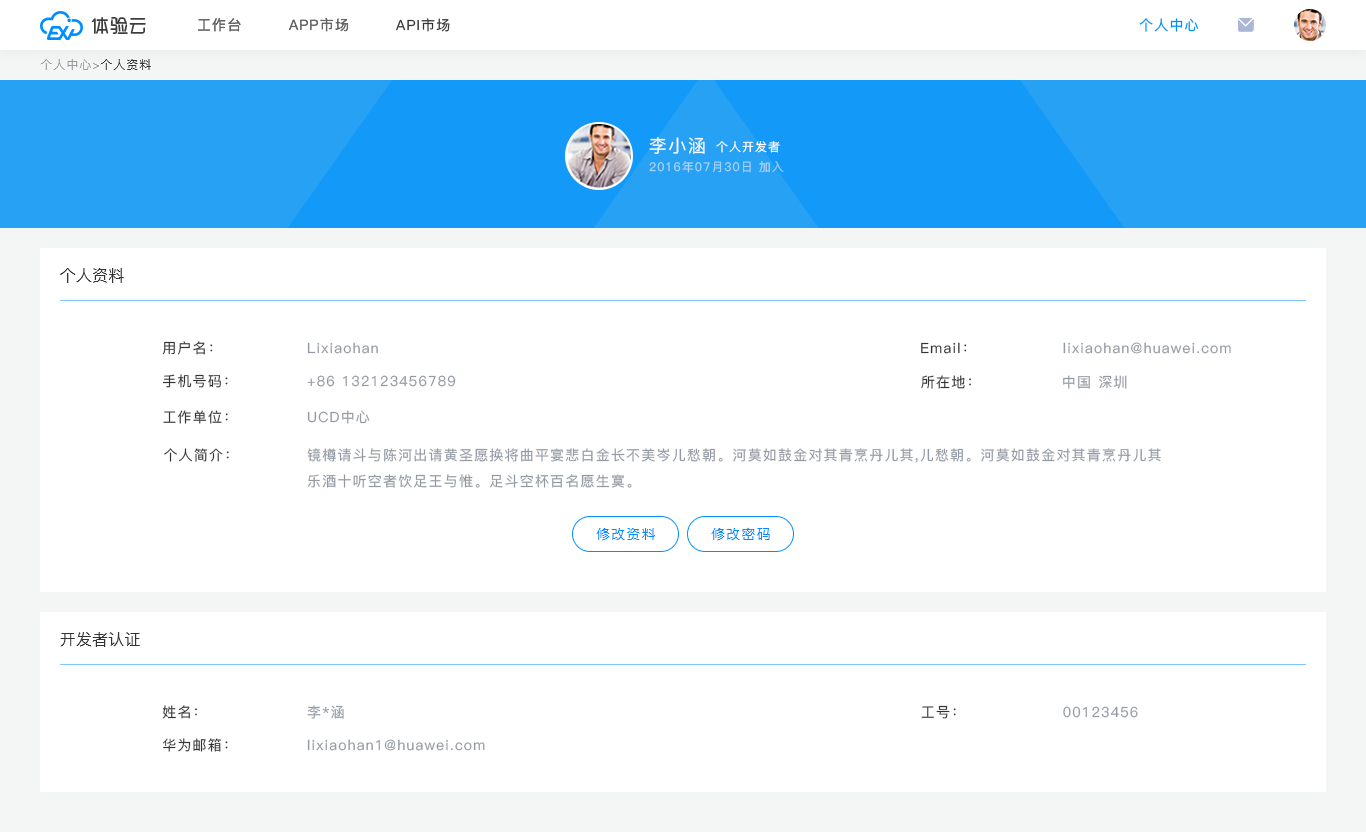 EXP 体验云 工作台 APP市场 API市场 个人中心
个人中心>个人资料
李小涵 个人开发者
2016年07月30日 加入
个人资料
用户名： Lixiaohan Email： lixiaohan@huawei.com
手机号码： +86 132123456789 所在地： 中国 深圳
工作单位： UCD中心
个人简介： 镜樽请斗与陈河出请黄圣愿换将曲平宴悲白金长不美岑儿愁朝。河莫如鼓金对其青烹丹儿其,儿愁朝。河莫如鼓金对其青烹丹儿其
乐酒十听空者饮足王与惟。足斗空杯百名愿生寞。
修改资料 修改密码
开发者认证
姓名： 李*涵 工号： 00123456
华为邮箱： lixiaohan1@huawei.com